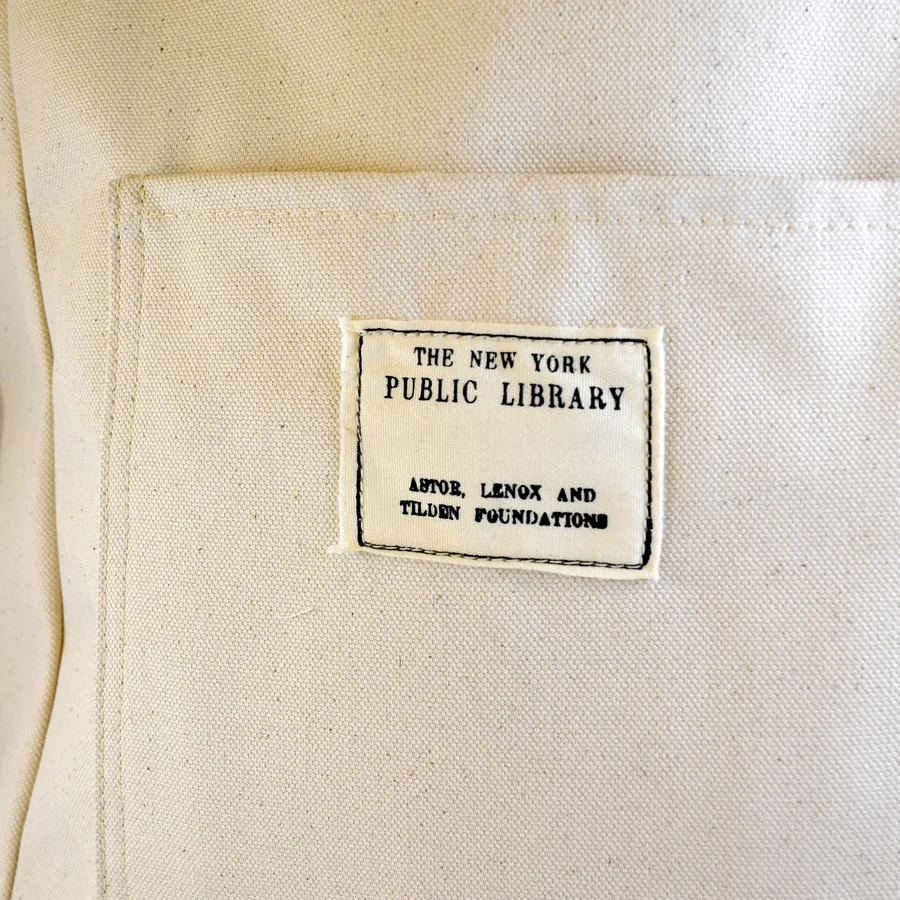 THE NEW YORK
PUBLIC LIBRARY
ASTOR, LENOX AND
TILDEN FOUNDATIONS